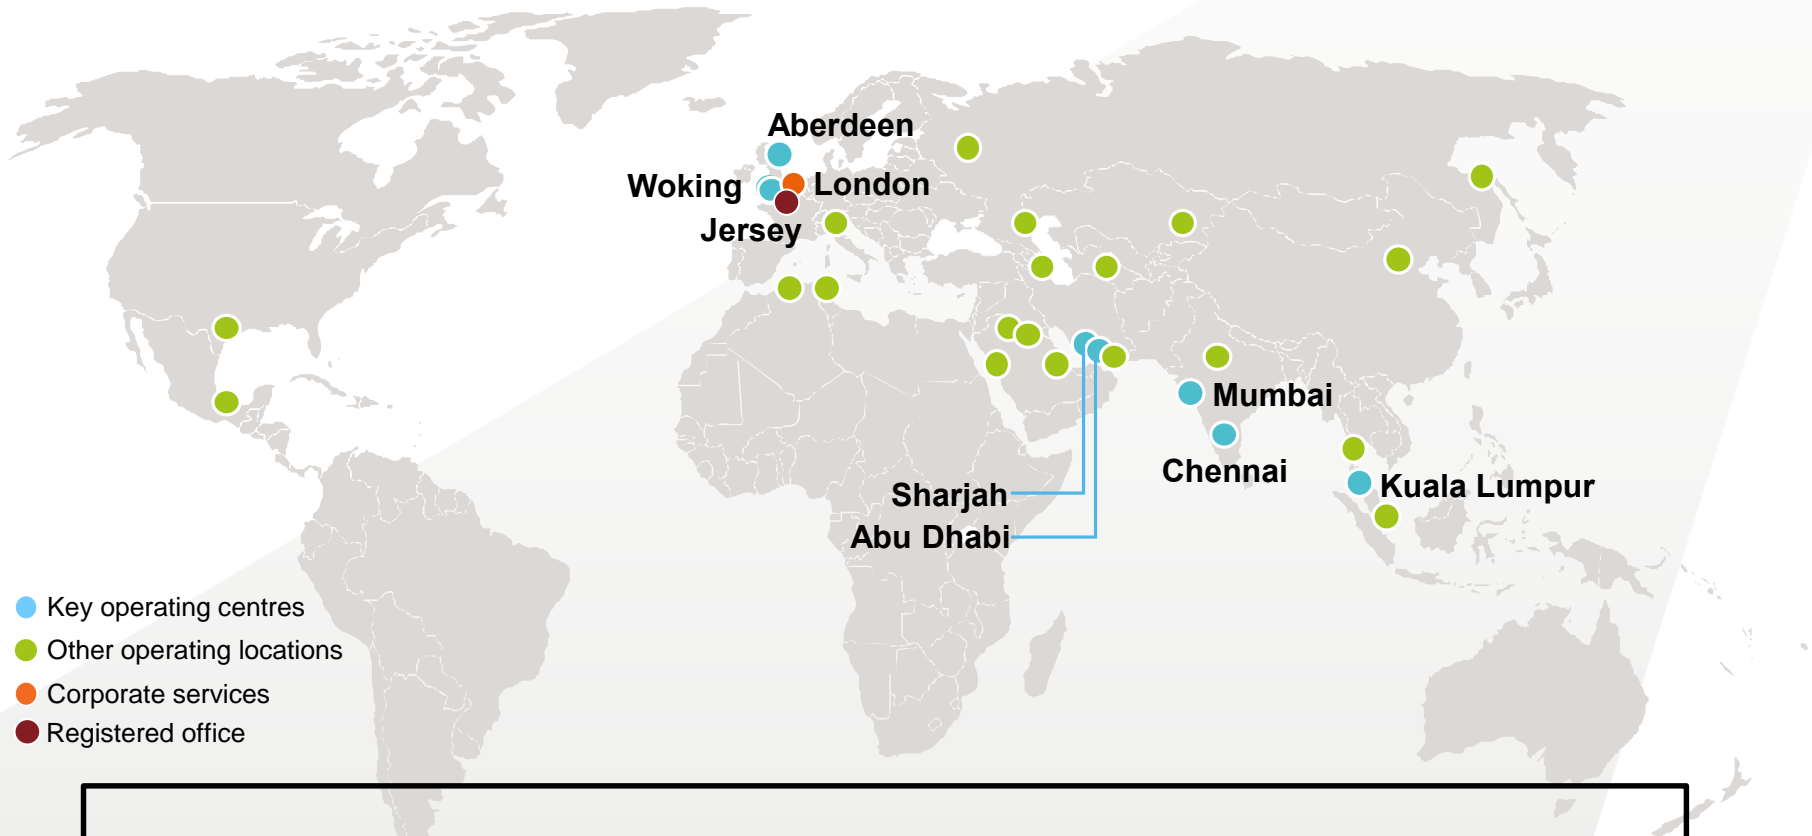 Aberdeen
Woking
London
Jersey
Mumbai
Chennai
Sharjah
Kuala Lumpur
Abu Dhabi
Key operating centres
Other operating locations
Corporate services
Registered office